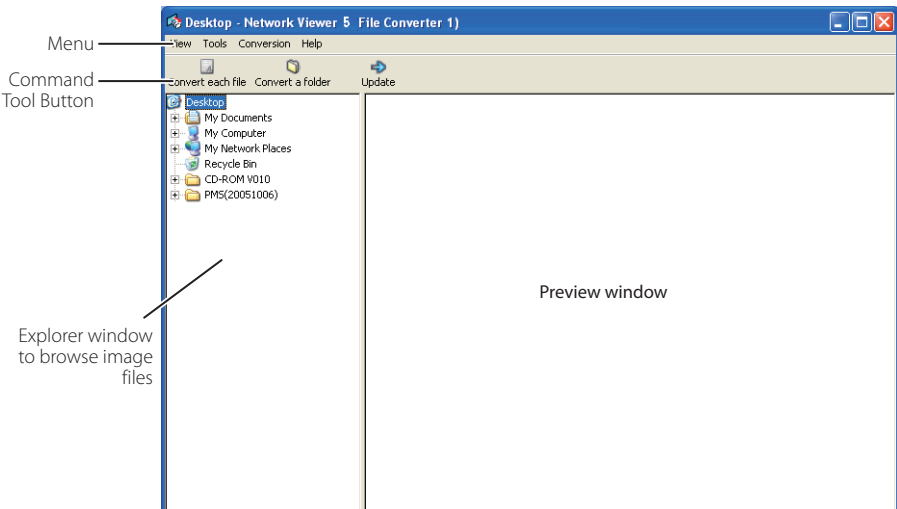 Desktop - Network Viewer 5 File Converter 1)
Menu
View Tools Conversion Help
Command
Tool Button
Convert each file Convert a folder Update
Desktop
My Documents
My Computer
My Network Places
Recycle Bin
CD-ROM V010
PMS(20051006)
Preview window
Explorer window
to browse image
files